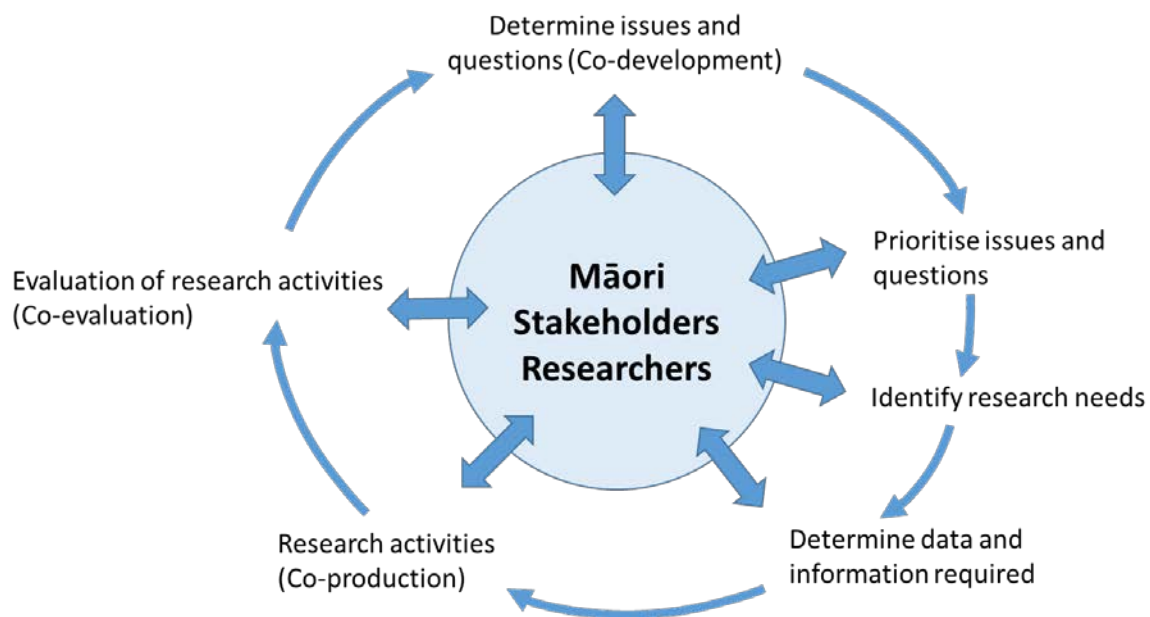 Determine issues and
questions (Co-development)
Prioritise issues and
questions
Identify research needs
Determine data and
information required
Research activities
(Co-production)
Evaluation of research activities
(Co-evaluation)
Māori
Stakeholders
Researchers